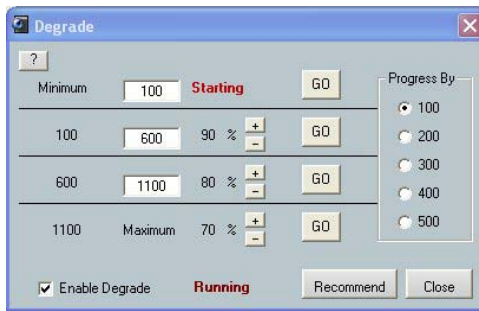 Degrade
?
Minimum 100 Starting GO
100 600 90 % + - GO
600 1100 80 % + - GO
1100 Maximum 70 % + - GO
Progress By
100
200
300
400
500
Enable Degrade Running Recommend Close